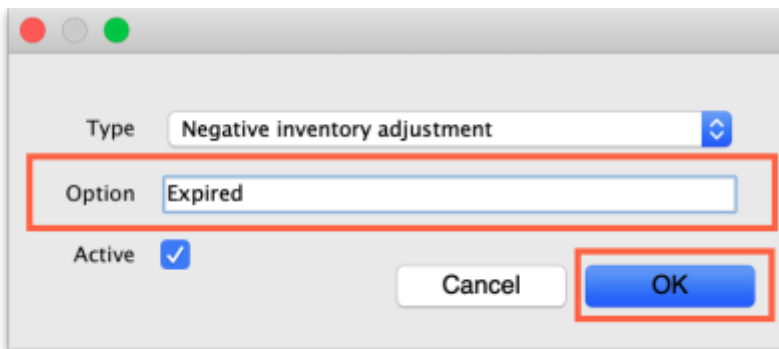 Type Negative inventory adjustment
Option Expired
Active
Cancel OK